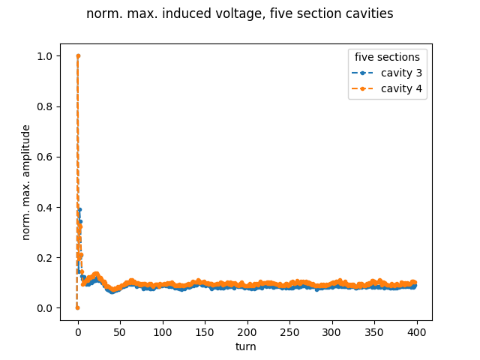 norm. max. induced voltage, five section cavities
five sections
cavity 3
cavity 4
norm. max. amplitude
1.0
0.8
0.6
0.4
0.2
0.0
0 50 100 150 200 250 300 350 400
turn